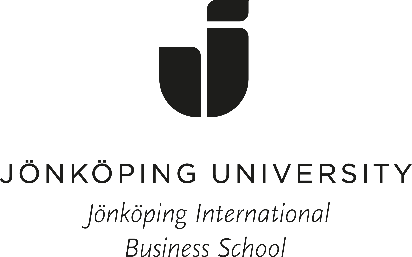 JÖNKÖPING UNIVERSITY
Jönköping International
Business School